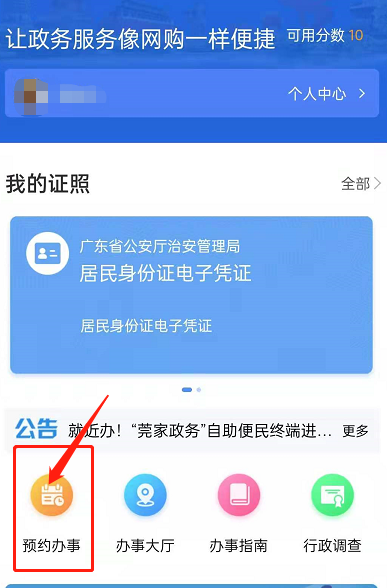 让政务服务像网购一样便捷 可用分数 10
个人中心
我的证照 全部
广东省公安厅治安管理局
居民身份证电子凭证
居民身份证电子凭证
公告 就近办！“莞家政务”自助便民终端进... 更多
预约办事 办事大厅 办事指南 行政调查